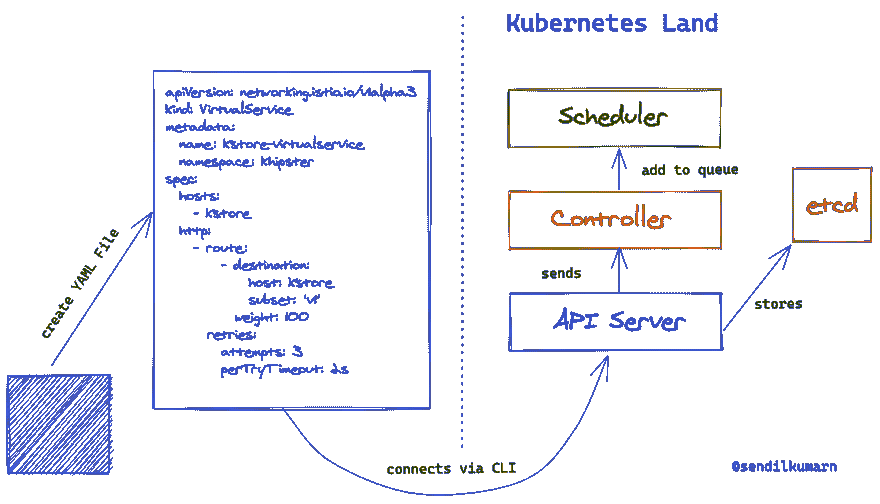 Kubernetes Land
apiVersion: networking.istio.io/v1alpha3
kind: VirtualService
metadata:
  name: kstore-virtualservice
  namespace: khipster
spec:
  hosts:
    - kstore
  http:
    - route:
        - destination:
            host: kstore
            subset: "v1"
          weight: 100
      retries:
        attempts: 3
        perTryTimeout: 2s
create YAML File
connects via CLI
Scheduler
add to queue
Controller
sends
API Server
etcd
stores
@sendilkumarn